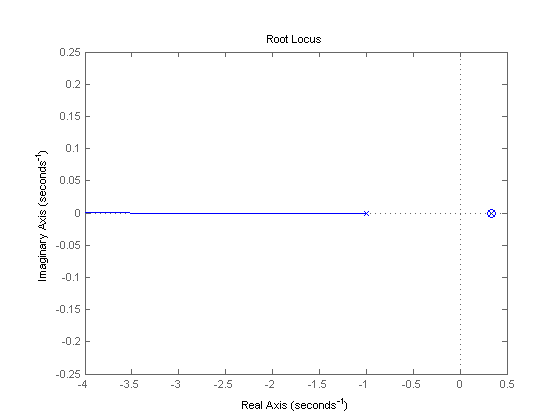 Root Locus
0.25
0.2
0.15
0.1
0.05
0
-0.05
-0.1
-0.15
-0.2
-0.25
Imaginary Axis (seconds⁻¹)
-4 -3.5 -3 -2.5 -2 -1.5 -1 -0.5 0 0.5
Real Axis (seconds⁻¹)